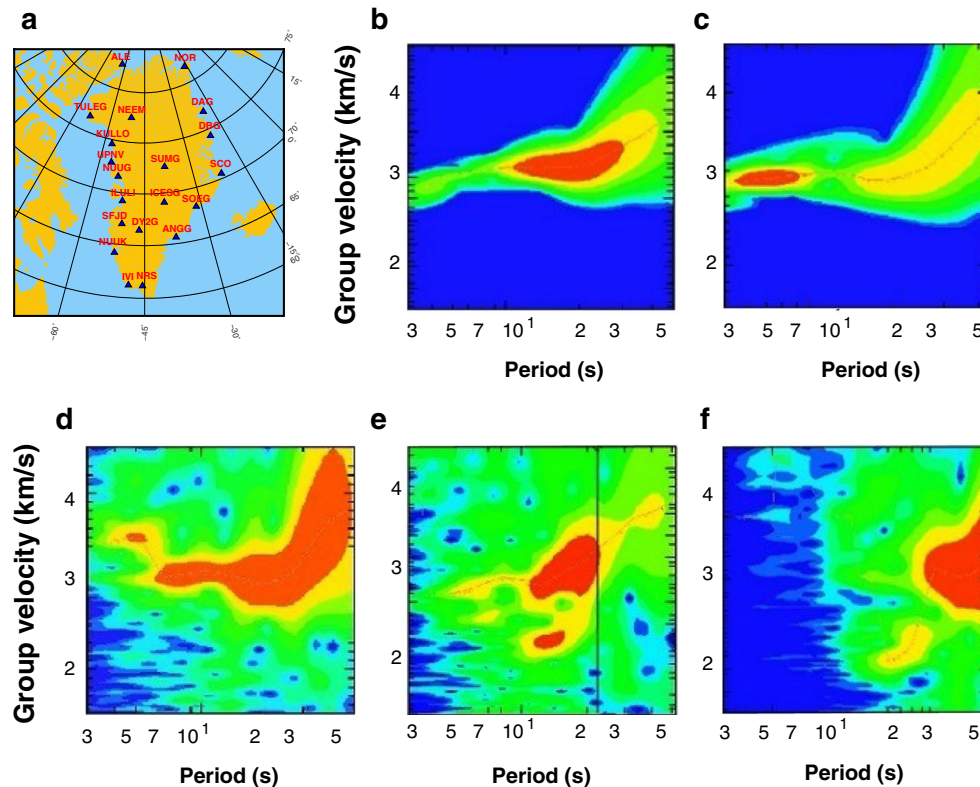 a
ALE
NOR
75°
15°
TULEG
NEEM
DAG
DBG
70°
0°
KULLO
UPNV
NUUG
SUMG
SCO
ILULI
ICESG
SOEG
65°
SFJD
DY2G
ANGG
NUUK
-15°
60°
IVI
NRS
-60°
-45°
-30°
b
Group velocity (km/s)
4
3
2
3 5 7 10 1 2 3 5
Period (s)
c
4
3
2
3 5 7 10 1 2 3 5
Period (s)
d
Group velocity (km/s)
4
3
2
3 5 7 10 1 2 3 5
Period (s)
e
4
3
2
3 5 7 10 1 2 3 5
Period (s)
f
4
3
2
3 5 7 10 1 2 3 5
Period (s)